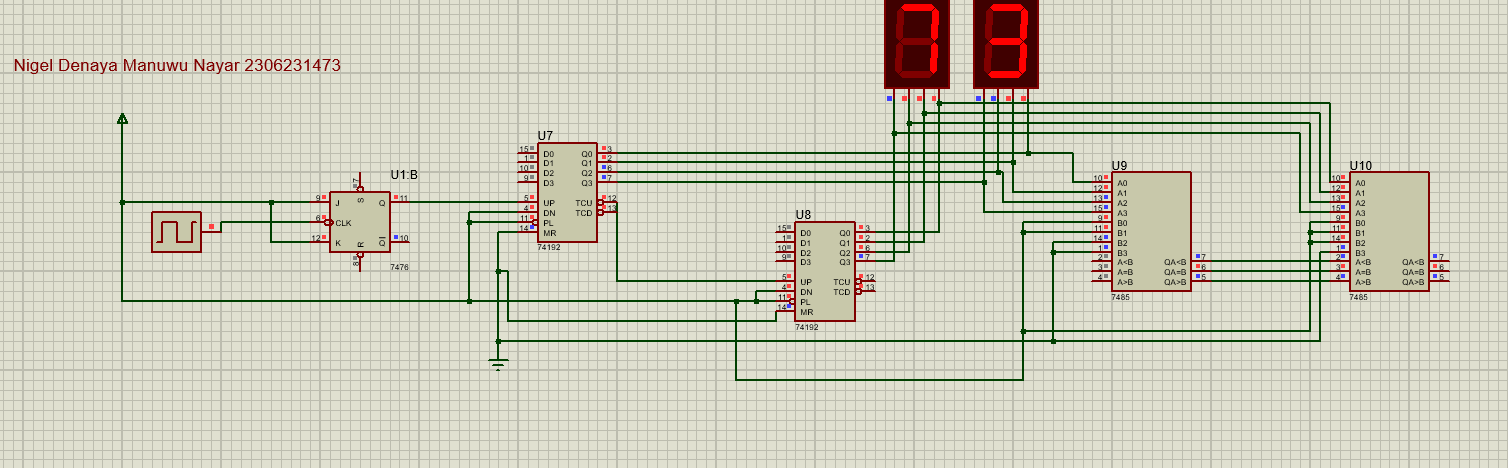 7 3
Nigel Denaya Manuwu Nayar 2306231473
U1:B
9 J
6 CLK
12 K
S 7
R 8
Q 11
Q 10
7476
U7
15 D0 Q0 3
1 D1 Q1 2
10 D2 Q2 6
9 D3 Q3 7
5 UP TCU 12
4 DN TCD 13
11 PL
14 MR
74192
U8
15 D0 Q0 3
1 D1 Q1 2
10 D2 Q2 6
9 D3 Q3 7
5 UP TCU 12
4 DN TCD 13
11 PL
14 MR
74192
U9
10 A0
12 A1
13 A2
15 A3
9 B0
11 B1
14 B2
1 B3
2 A<B QA<B 7
3 A=B QA=B 6
4 A>B QA>B 5
7485
U10
10 A0
12 A1
13 A2
15 A3
9 B0
11 B1
14 B2
1 B3
2 A<B QA<B 7
3 A=B QA=B 6
4 A>B QA>B 5
7485